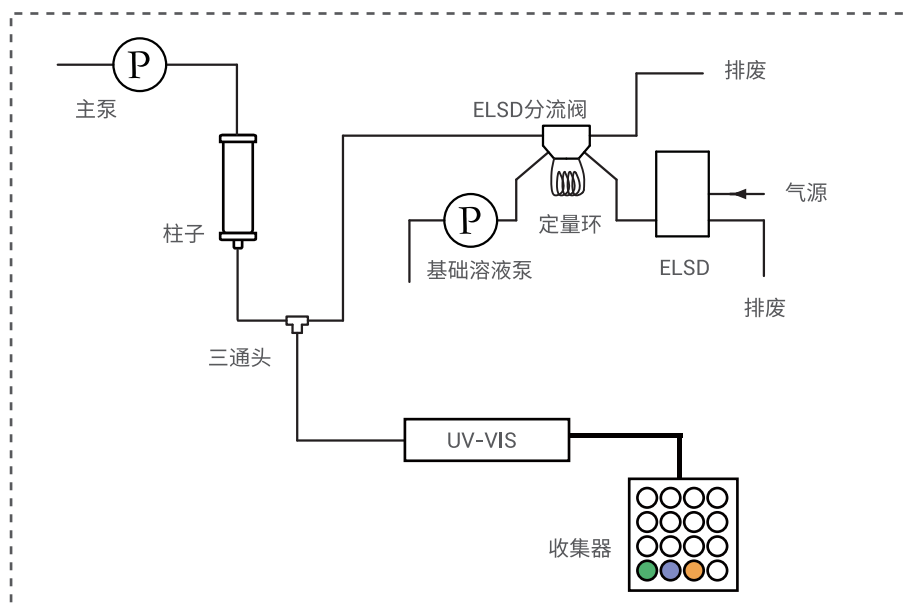 P
主泵
排废
ELSD分流阀
柱子
P
基础溶液泵
定量环
气源
ELSD
排废
三通头
UV-VIS
收集器